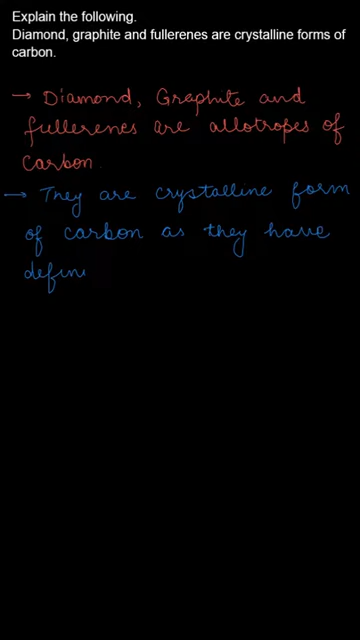 Explain the following.
Diamond, graphite and fullerenes are crystalline forms of
carbon.
→ Diamond, Graphite and
fullerenes are allotropes of
carbon.
→ They are crystalline form
of carbon as they have
defini